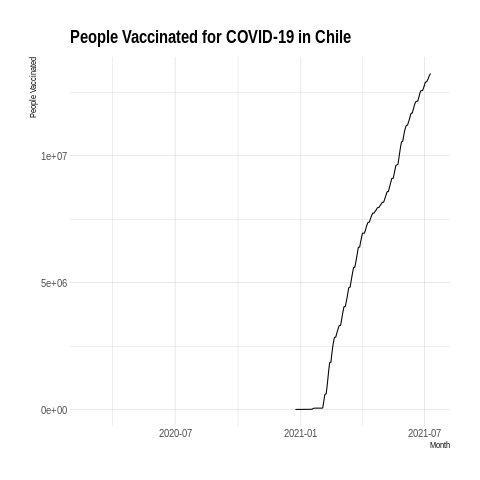 People Vaccinated for COVID-19 in Chile
People Vaccinated
1e+07
5e+06
0e+00
2020-07
2021-01
2021-07
Month